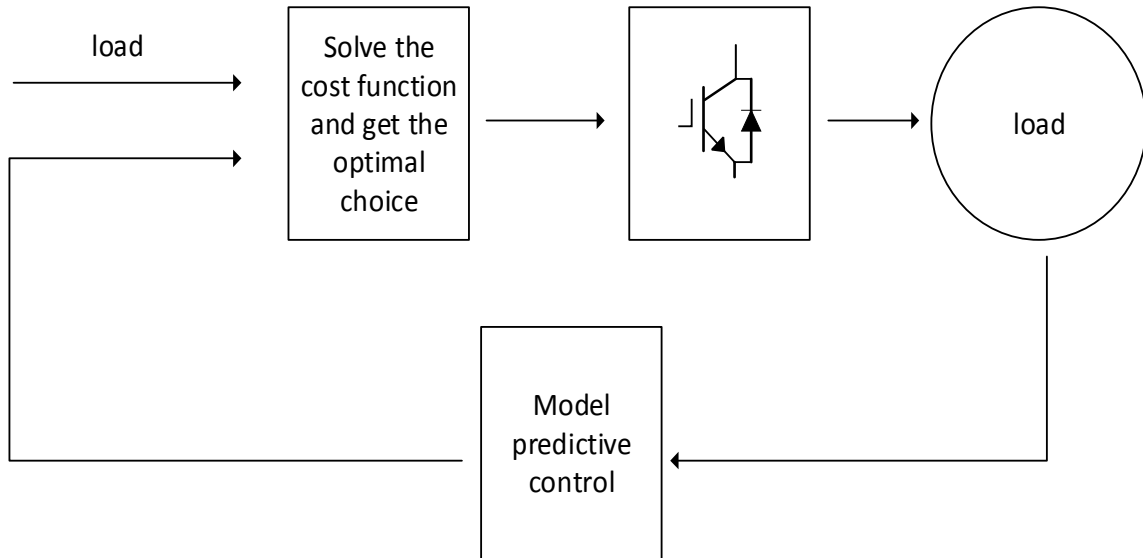 load
Solve the
cost function
and get the
optimal
choice
load
Model
predictive
control